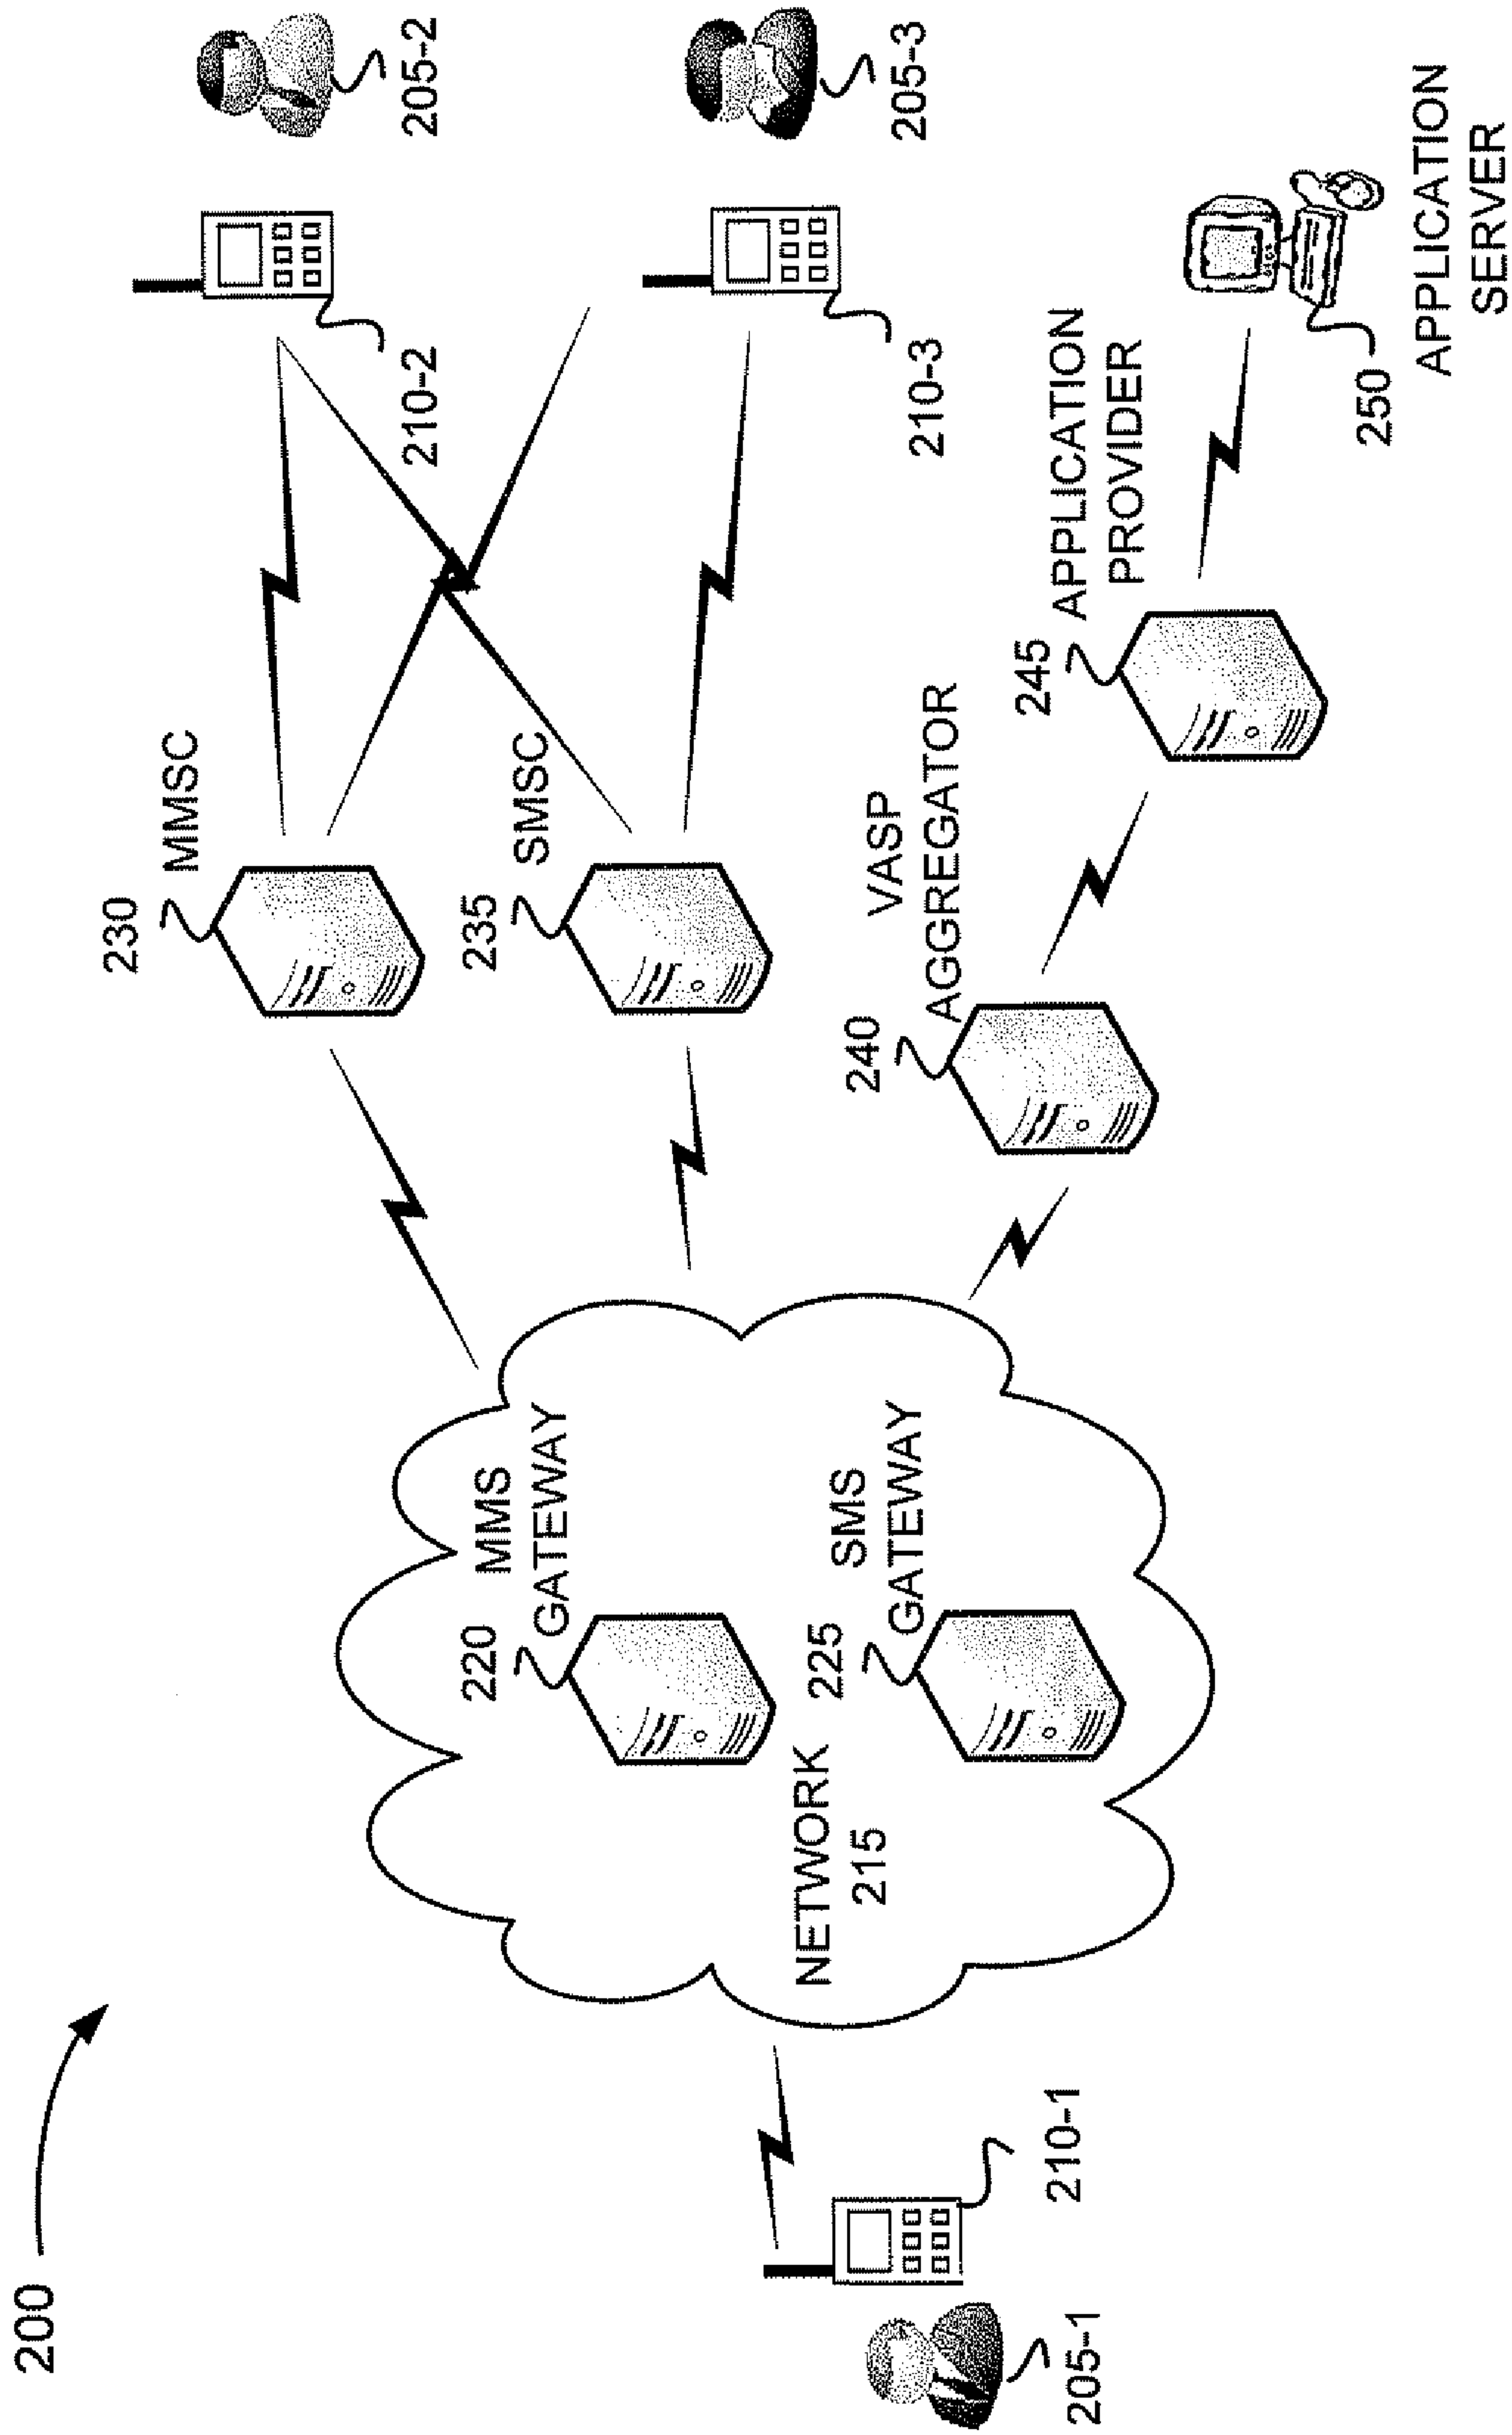 200
205-1
210-1
NETWORK
215
220
MMS
GATEWAY
225
SMS
GATEWAY
230
MMSC
235
SMSC
240
VASP
AGGREGATOR
245
APPLICATION
PROVIDER
210-2
205-2
210-3
205-3
250
APPLICATION
SERVER